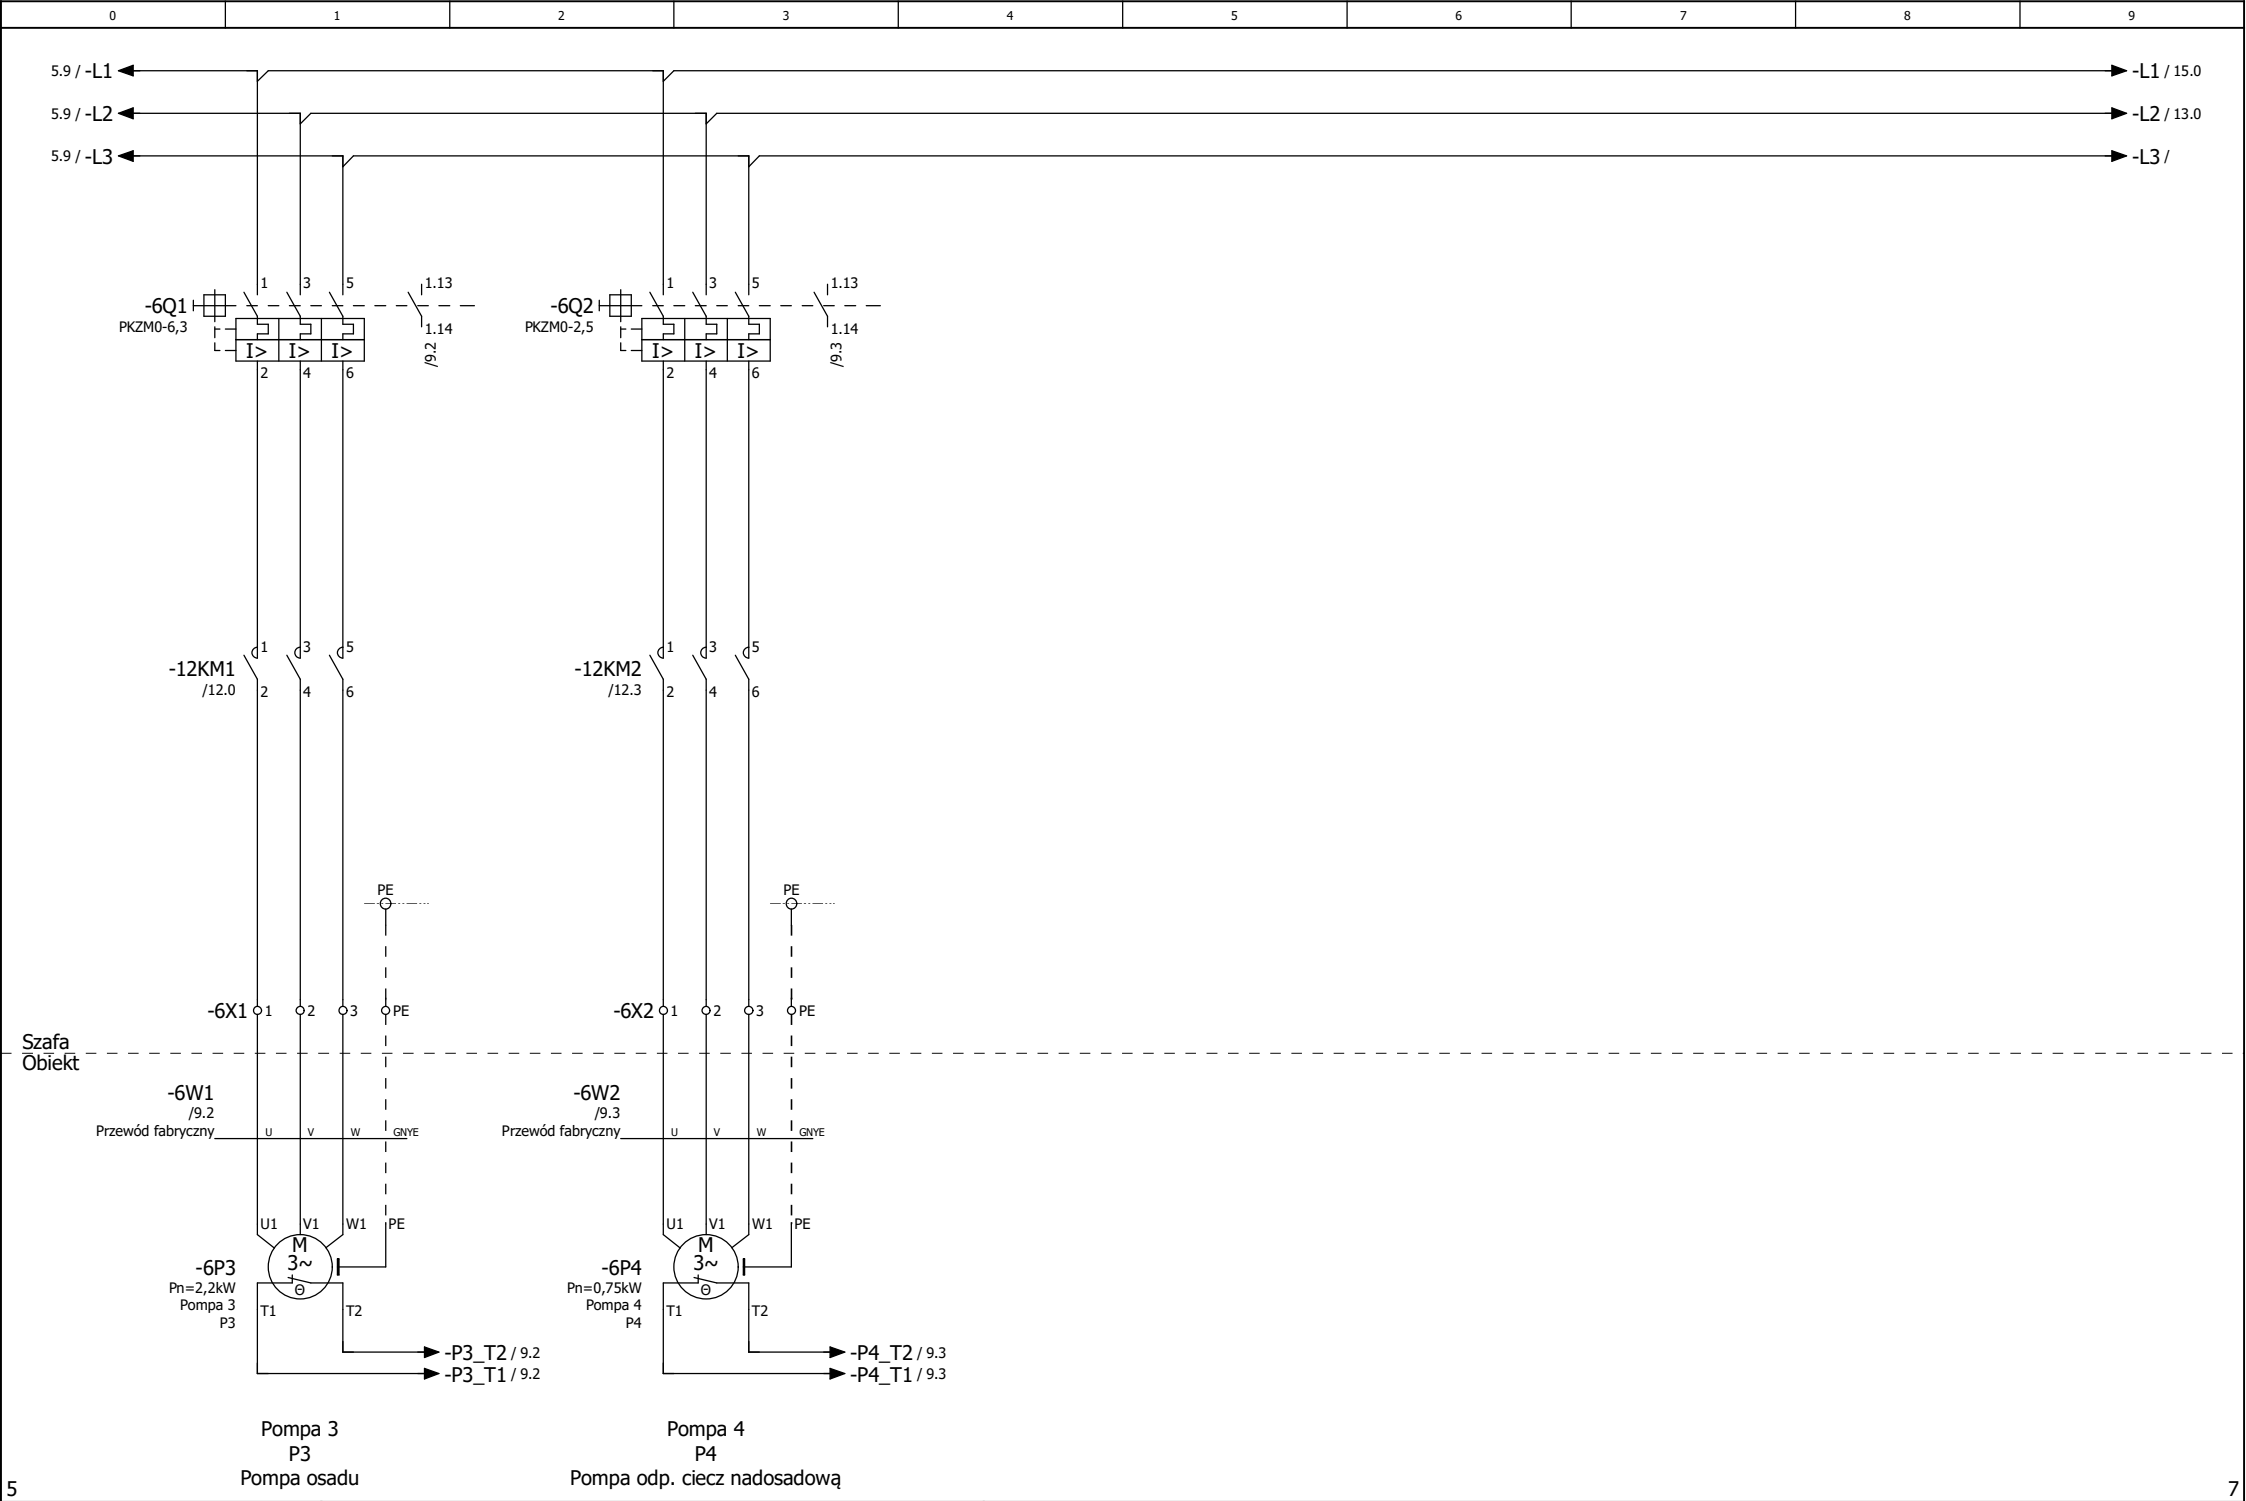 0 1 2 3 4 5 6 7 8 9
5.9 / -L1 -L1 / 15.0
5.9 / -L2 -L2 / 13.0
5.9 / -L3 -L3 /
1 3 5 1.13 1 3 5 1.13
-6Q1 -6Q2
PKZM0-6,3 1.14 PKZM0-2,5 1.14
I> I> I> /9.2 I> I> I> /9.3
2 4 6 2 4 6
1 3 5 1 3 5
-12KM1 -12KM2
/12.0 2 4 6 /12.3 2 4 6
PE PE
-6X1 1 2 3 PE -6X2 1 2 3 PE
Szafa
Obiekt
-6W1 -6W2
/9.2 /9.3
Przewód fabryczny U V W GNYE Przewód fabryczny U V W GNYE
U1 V1 W1 PE U1 V1 W1 PE
M M
-6P3 3~ -6P4 3~
Pn=2,2kW Θ Pn=0,75kW Θ
Pompa 3 T1 T2 Pompa 4 T1 T2
P3 P4
-P3_T2 / 9.2 -P4_T2 / 9.3
-P3_T1 / 9.2 -P4_T1 / 9.3
Pompa 3 Pompa 4
P3 P4
Pompa osadu Pompa odp. ciecz nadosadową
5 7